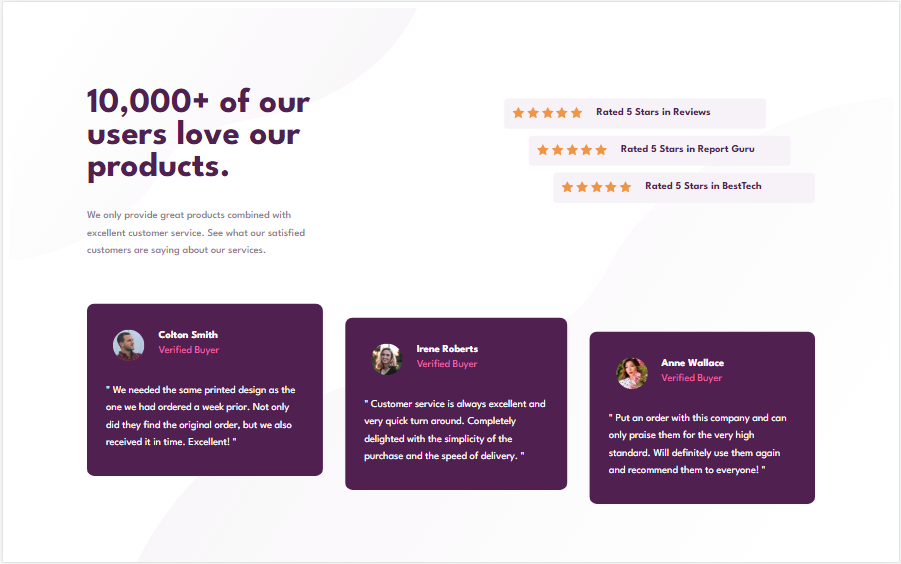 10,000+ of our
users love our
products.
We only provide great products combined with
excellent customer service. See what our satisfied
customers are saying about our services.
Rated 5 Stars in Reviews
Rated 5 Stars in Report Guru
Rated 5 Stars in BestTech
Colton Smith
Verified Buyer
" We needed the same printed design as the
one we had ordered a week prior. Not only
did they find the original order, but we also
received it in time. Excellent! "
Irene Roberts
Verified Buyer
" Customer service is always excellent and
very quick turn around. Completely
delighted with the simplicity of the
purchase and the speed of delivery. "
Anne Wallace
Verified Buyer
" Put an order with this company and can
only praise them for the very high
standard. Will definitely use them again
and recommend them to everyone! "